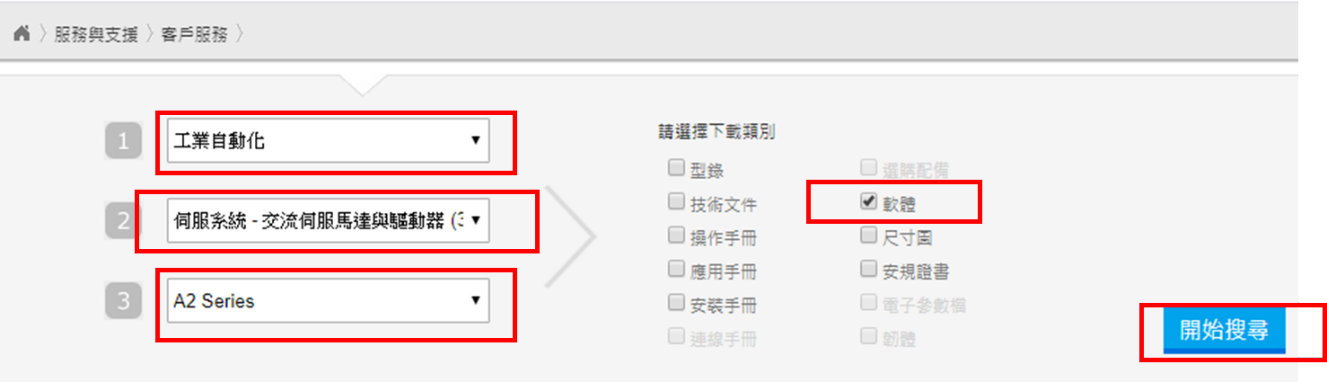 服務與支援 〉客戶服務 〉
1 工業自動化
2 伺服系統 - 交流伺服馬達與驅動器 (3
3 A2 Series
請選擇下載類別
型錄 選購配備
技術文件 軟體
操作手冊 尺寸圖
應用手冊 安規證書
安裝手冊 電子參數檔
連線手冊 韌體
開始搜尋